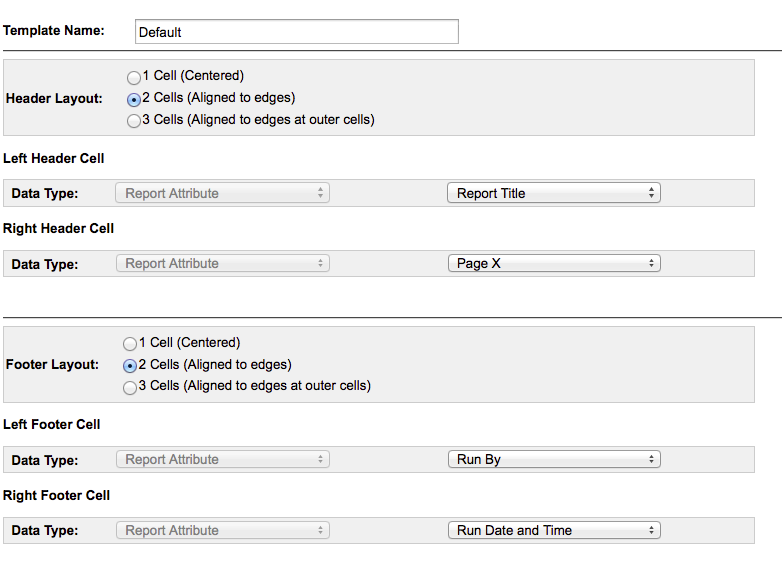 Template Name: Default
1 Cell (Centered)
Header Layout: 2 Cells (Aligned to edges)
3 Cells (Aligned to edges at outer cells)
Left Header Cell
Data Type: Report Attribute Report Title
Right Header Cell
Data Type: Report Attribute Page X
1 Cell (Centered)
Footer Layout: 2 Cells (Aligned to edges)
3 Cells (Aligned to edges at outer cells)
Left Footer Cell
Data Type: Report Attribute Run By
Right Footer Cell
Data Type: Report Attribute Run Date and Time